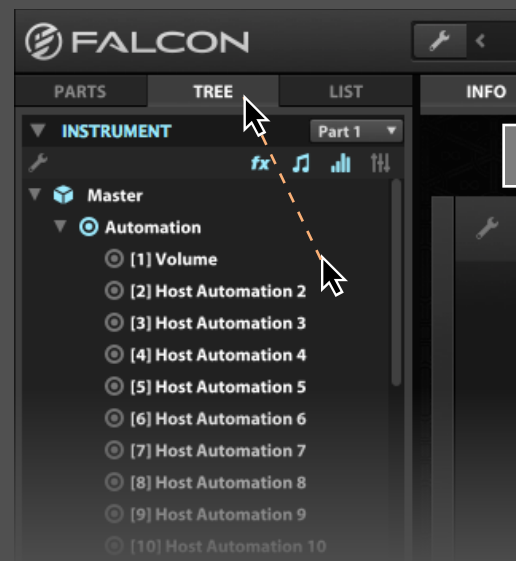 FALCON
PARTS TREE LIST INFO
INSTRUMENT Part 1
fx
Master
Automation
[1] Volume
[2] Host Automation 2
[3] Host Automation 3
[4] Host Automation 4
[5] Host Automation 5
[6] Host Automation 6
[7] Host Automation 7
[8] Host Automation 8
[9] Host Automation 9
[10] Host Automation 10